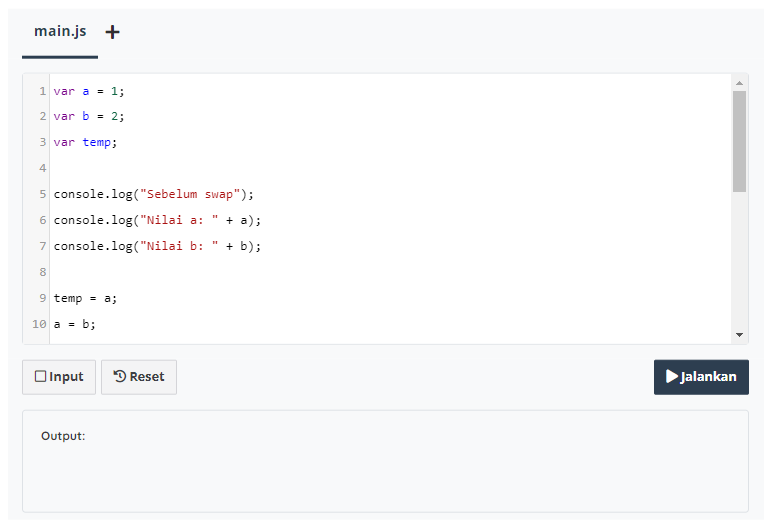 main.js +
1 var a = 1;
2 var b = 2;
3 var temp;
4
5 console.log("Sebelum swap");
6 console.log("Nilai a: " + a);
7 console.log("Nilai b: " + b);
8
9 temp = a;
10 a = b;
Input Reset Jalankan
Output: